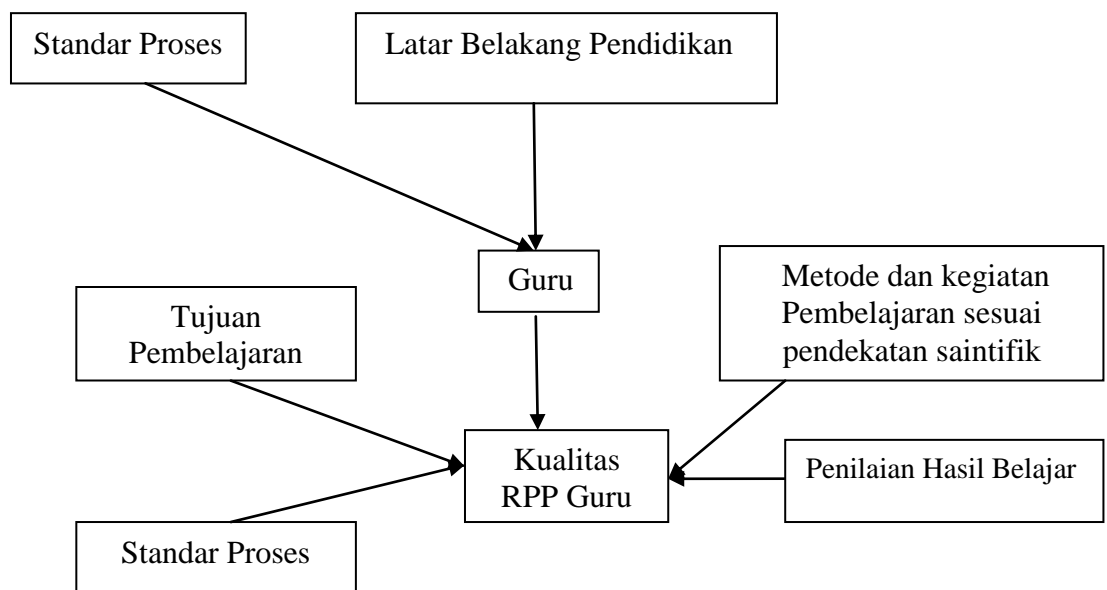 Standar Proses
Latar Belakang Pendidikan
Guru
Tujuan
Pembelajaran
Metode dan kegiatan
Pembelajaran sesuai
pendekatan saintifik
Kualitas
RPP Guru
Penilaian Hasil Belajar
Standar Proses